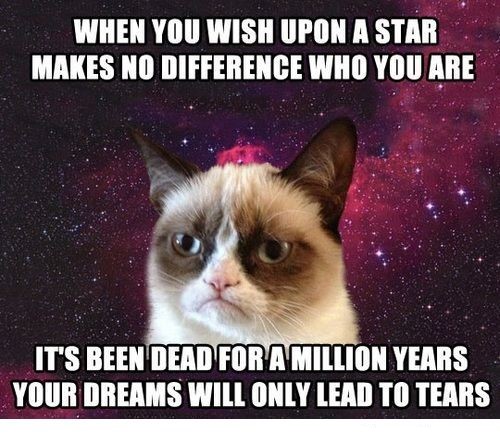 WHEN YOU WISH UPON A STAR
MAKES NO DIFFERENCE WHO YOU ARE
IT'S BEEN DEAD FOR A MILLION YEARS
YOUR DREAMS WILL ONLY LEAD TO TEARS